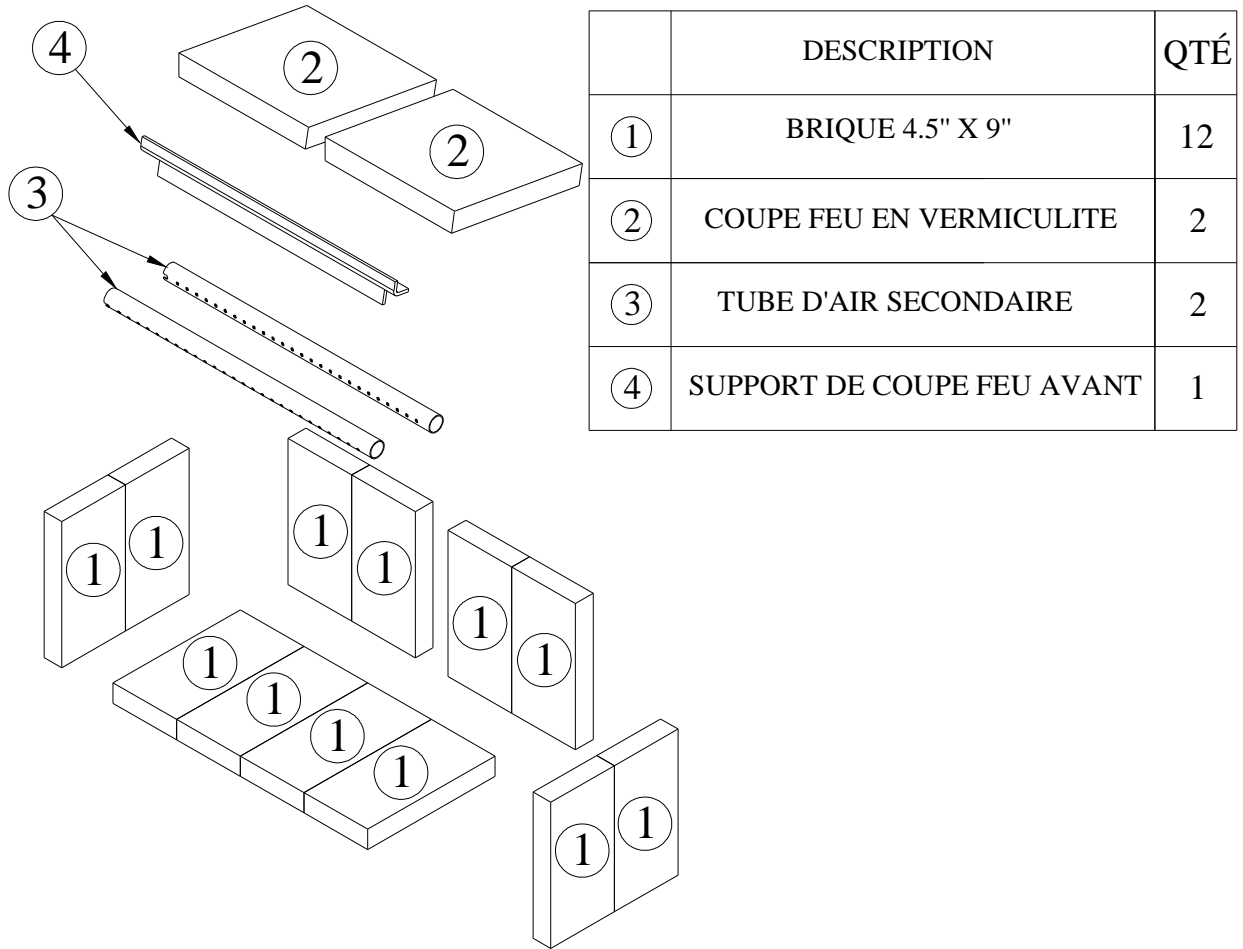 4
2
2
3
DESCRIPTION QTÉ
1 BRIQUE 4.5" X 9" 12
2 COUPE FEU EN VERMICULITE 2
3 TUBE D'AIR SECONDAIRE 2
4 SUPPORT DE COUPE FEU AVANT 1
1 1
1 1
1 1
1
1
1
1
1 1